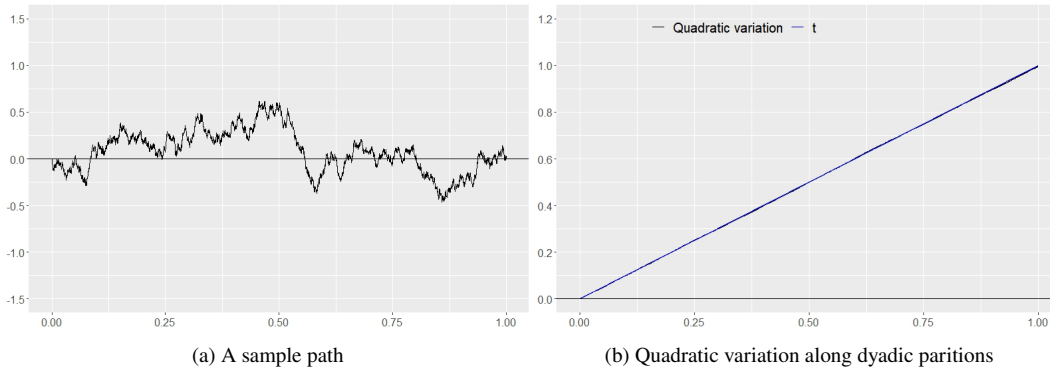 1.5
1.0
0.5
0.0
-0.5
-1.0
-1.5
0.00 0.25 0.50 0.75 1.00
(a) A sample path
Quadratic variation t
1.2
1.0
0.8
0.6
0.4
0.2
0.0
0.00 0.25 0.50 0.75 1.00
(b) Quadratic variation along dyadic paritions